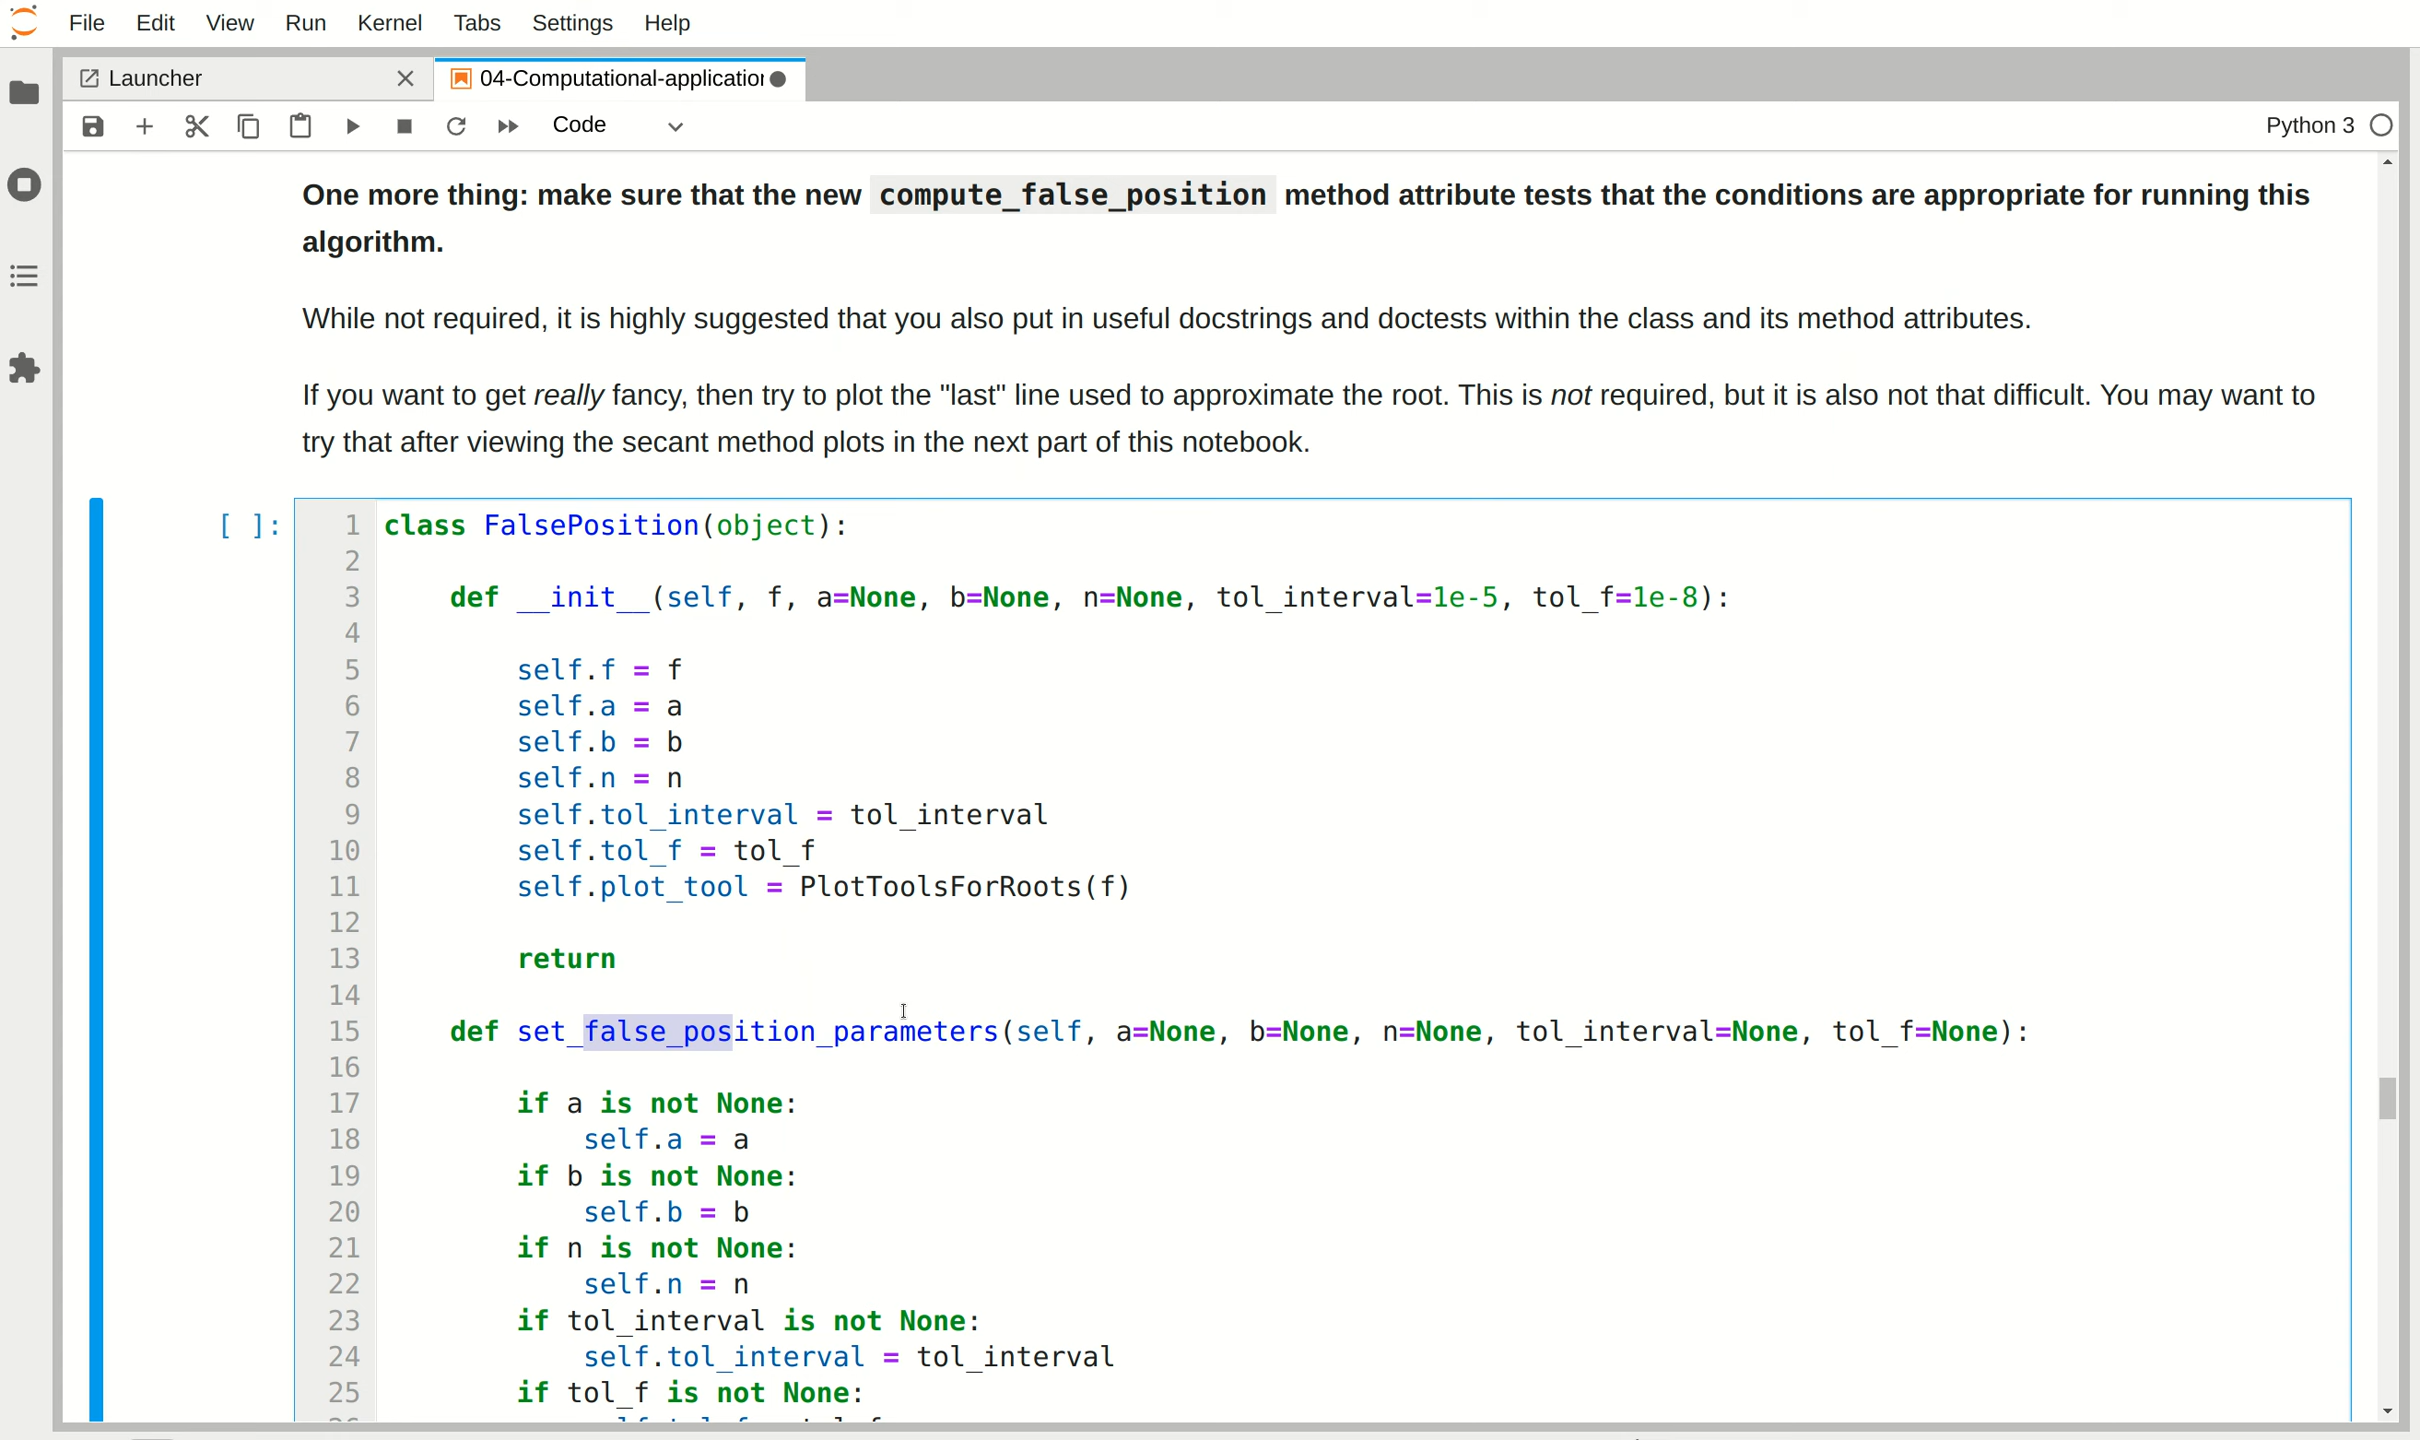 File Edit View Run Kernel Tabs Settings Help
Launcher 04-Computational-application
Code Python 3
One more thing: make sure that the new compute_false_position method attribute tests that the conditions are appropriate for running this
algorithm.
While not required, it is highly suggested that you also put in useful docstrings and doctests within the class and its method attributes.
If you want to get really fancy, then try to plot the "last" line used to approximate the root. This is not required, but it is also not that difficult. You may want to
try that after viewing the secant method plots in the next part of this notebook.
[ ]: 1 class FalsePosition(object):
2
3 def __init__(self, f, a=None, b=None, n=None, tol_interval=1e-5, tol_f=1e-8):
4
5 self.f = f
6 self.a = a
7 self.b = b
8 self.n = n
9 self.tol_interval = tol_interval
10 self.tol_f = tol_f
11 self.plot_tool = PlotToolsForRoots(f)
12
13 return
14
15 def set_false_position_parameters(self, a=None, b=None, n=None, tol_interval=None, tol_f=None):
16
17 if a is not None:
18 self.a = a
19 if b is not None:
20 self.b = b
21 if n is not None:
22 self.n = n
23 if tol_interval is not None:
24 self.tol_interval = tol_interval
25 if tol_f is not None: